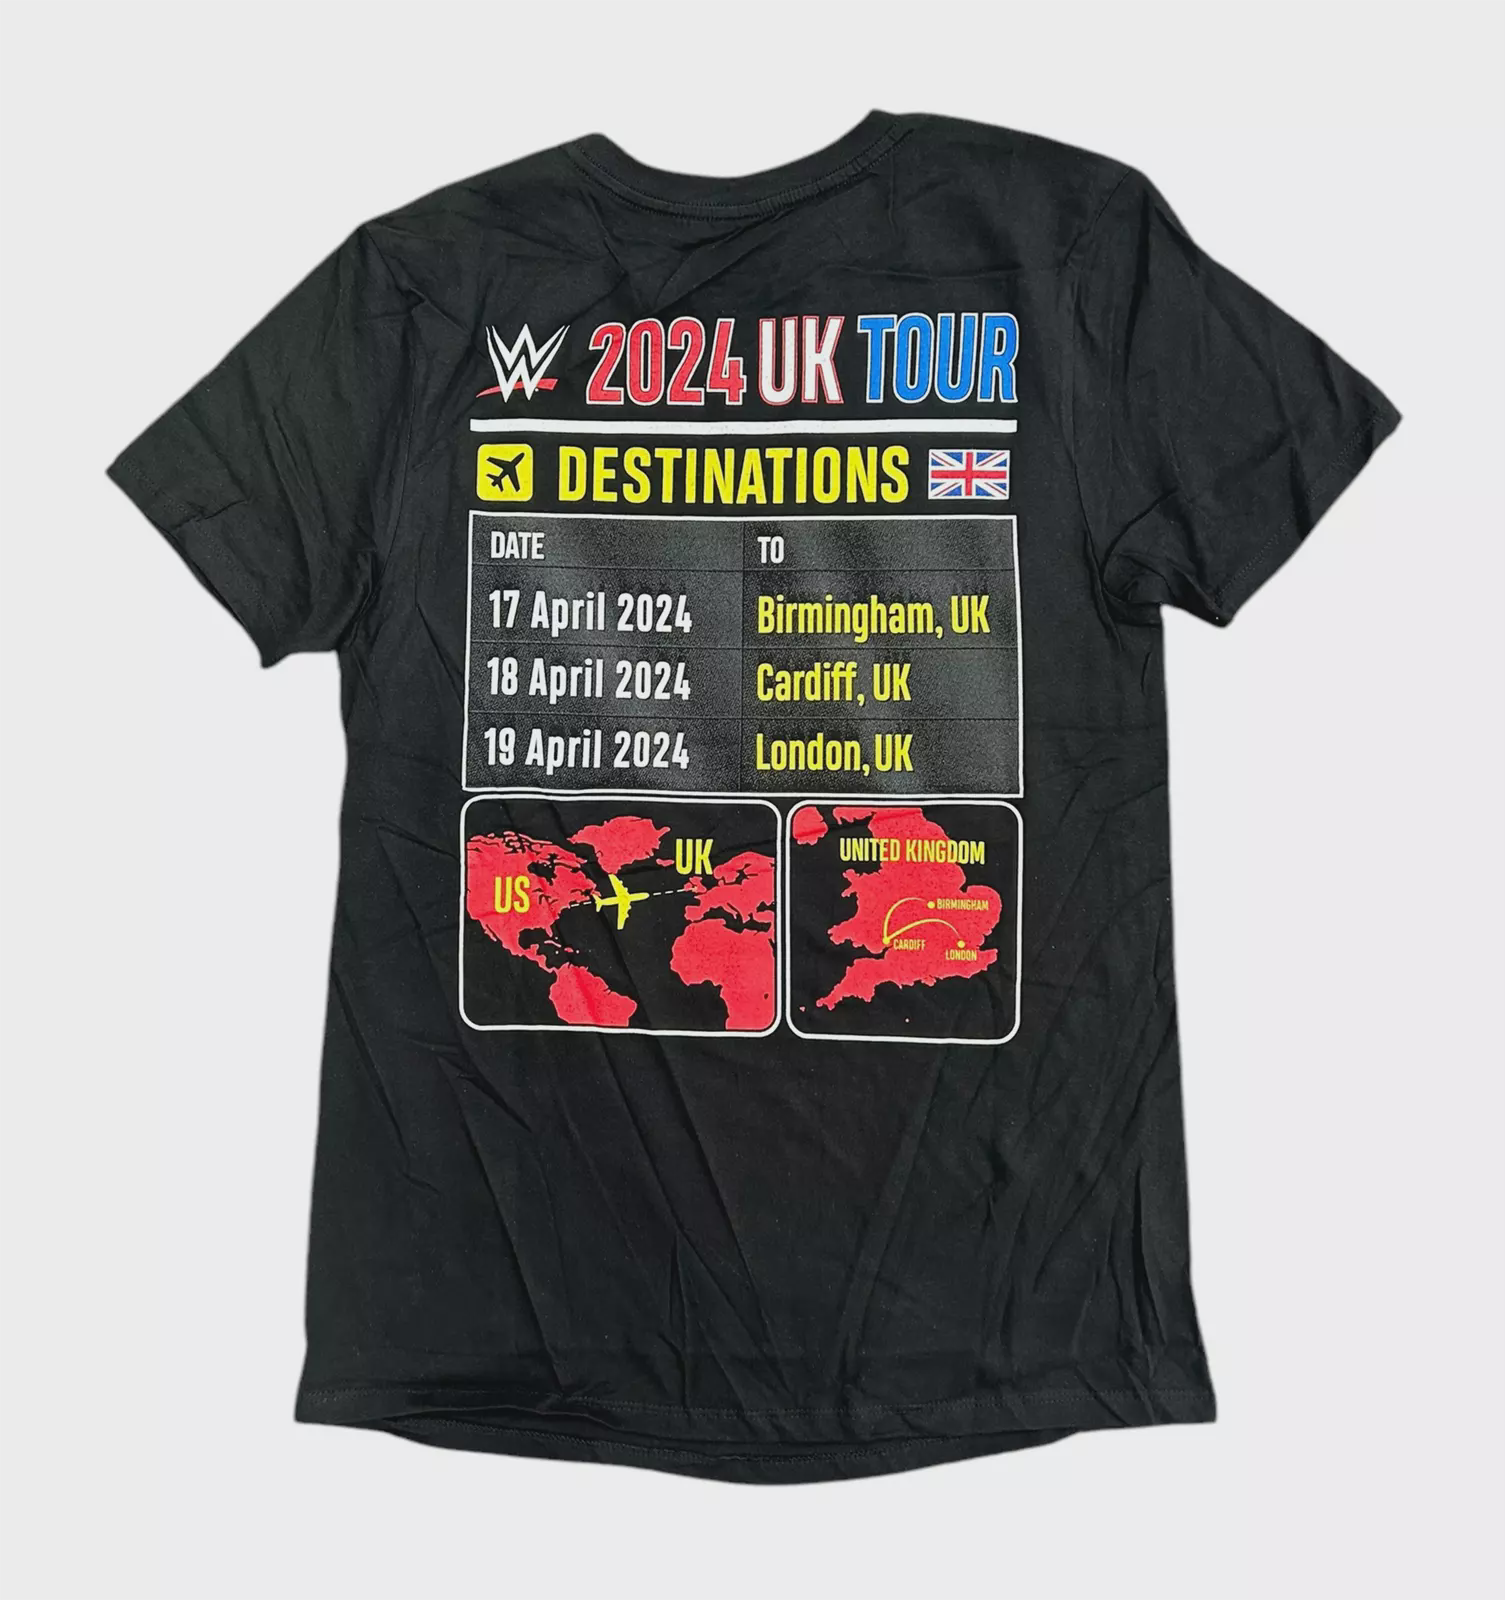 W 2024 UK TOUR
DESTINATIONS
DATE TO
17 April 2024 Birmingham, UK
18 April 2024 Cardiff, UK
19 April 2024 London, UK
US UK
UNITED KINGDOM
BIRMINGHAM
CARDIFF
LONDON